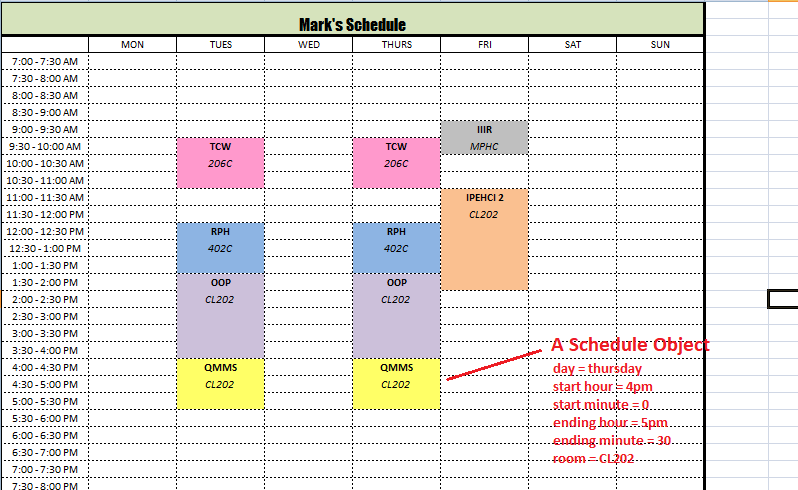 Mark's Schedule
MON TUES WED THURS FRI SAT SUN
7:00 - 7:30 AM
7:30 - 8:00 AM
8:00 - 8:30 AM
8:30 - 9:00 AM
9:00 - 9:30 AM IIIR
9:30 - 10:00 AM TCW TCW MPHC
10:00 - 10:30 AM 206C 206C
10:30 - 11:00 AM
11:00 - 11:30 AM IPEHCI 2
11:30 - 12:00 PM CL202
12:00 - 12:30 PM RPH RPH
12:30 - 1:00 PM 402C 402C
1:00 - 1:30 PM
1:30 - 2:00 PM OOP OOP
2:00 - 2:30 PM CL202 CL202
2:30 - 3:00 PM
3:00 - 3:30 PM
3:30 - 4:00 PM A Schedule Object
4:00 - 4:30 PM QMMS QMMS day = thursday
4:30 - 5:00 PM CL202 CL202 start hour = 4pm
5:00 - 5:30 PM start minute = 0
5:30 - 6:00 PM ending hour = 5pm
6:00 - 6:30 PM ending minute = 30
6:30 - 7:00 PM room = CL202
7:00 - 7:30 PM
7:30 - 8:00 PM